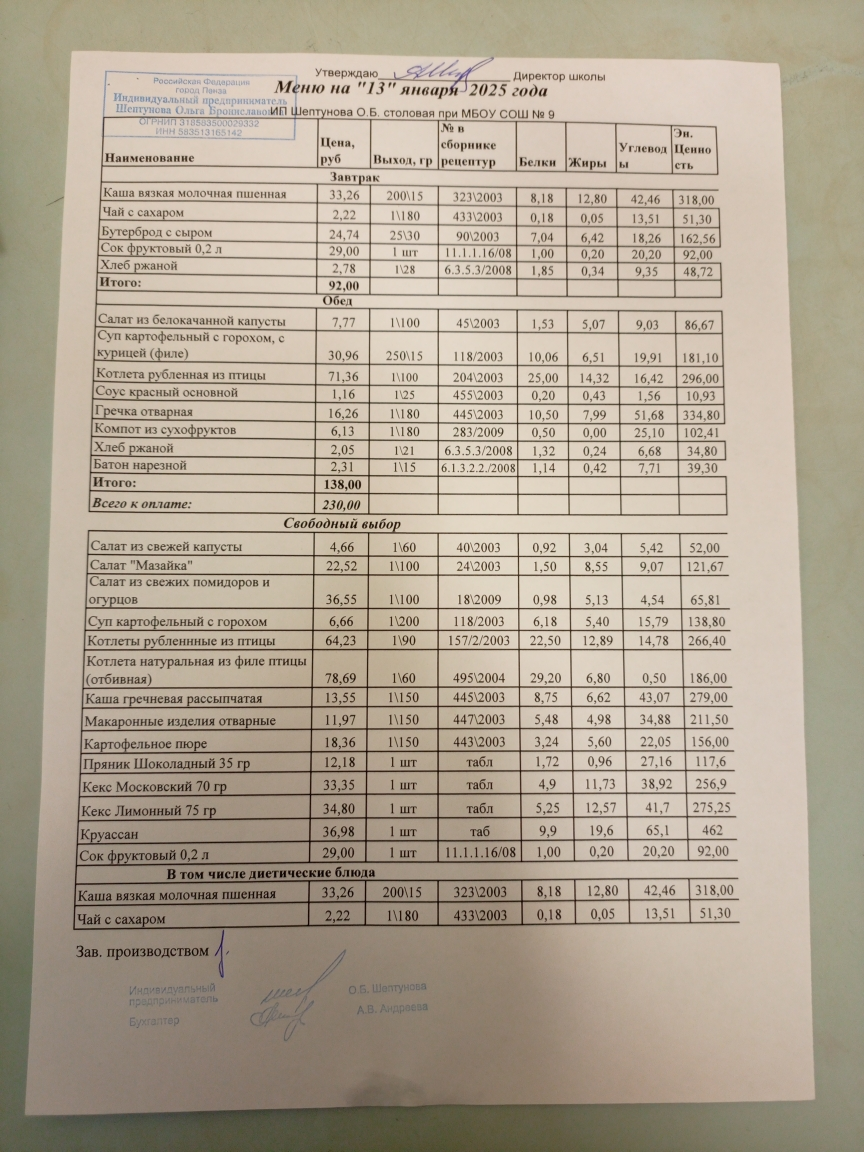 Утверждаю Директор школы
Российская Федерация
город Пенза
Индивидуальный предприниматель
Шептунова Ольга Брониславовна
ОГРНИП 318583500029332
ИНН 583513165142
Меню на "13" января 2025 года
ИП Шептунова О.Б. столовая при МБОУ СОШ № 9
Наименование Цена, руб Выход, гр № в сборнике рецептур Белки Жиры Углеводы Эн. Ценность
Завтрак
Каша вязкая молочная пшенная 33,26 200\15 323\2003 8,18 12,80 42,46 318,00
Чай с сахаром 2,22 1\180 433\2003 0,18 0,05 13,51 51,30
Бутерброд с сыром 24,74 25\30 90\2003 7,04 6,42 18,26 162,56
Сок фруктовый 0,2 л 29,00 1 шт 11.1.1.16/08 1,00 0,20 20,20 92,00
Хлеб ржаной 2,78 1\28 6.3.5.3/2008 1,85 0,34 9,35 48,72
Итого: 92,00
Обед
Салат из белокачанной капусты 7,77 1\100 45\2003 1,53 5,07 9,03 86,67
Суп картофельный с горохом, с
курицей (филе) 30,96 250\15 118/2003 10,06 6,51 19,91 181,10
Котлета рубленная из птицы 71,36 1\100 204\2003 25,00 14,32 16,42 296,00
Соус красный основной 1,16 1\25 455\2003 0,20 0,43 1,56 10,93
Гречка отварная 16,26 1\180 445\2003 10,50 7,99 51,68 334,80
Компот из сухофруктов 6,13 1\180 283/2009 0,50 0,00 25,10 102,41
Хлеб ржаной 2,05 1\21 6.3.5.3/2008 1,32 0,24 6,68 34,80
Батон нарезной 2,31 1\15 6.1.3.2.2./2008 1,14 0,42 7,71 39,30
Итого: 138,00
Всего к оплате: 230,00
Свободный выбор
Салат из свежей капусты 4,66 1\60 40\2003 0,92 3,04 5,42 52,00
Салат "Мазайка" 22,52 1\100 24\2003 1,50 8,55 9,07 121,67
Салат из свежих помидоров и
огурцов 36,55 1\100 18\2009 0,98 5,13 4,54 65,81
Суп картофельный с горохом 6,66 1\200 118/2003 6,18 5,40 15,79 138,80
Котлеты рубленнные из птицы 64,23 1\90 157/2/2003 22,50 12,89 14,78 266,40
Котлета натуральная из филе птицы
(отбивная) 78,69 1\60 495\2004 29,20 6,80 0,50 186,00
Каша гречневая рассыпчатая 13,55 1\150 445\2003 8,75 6,62 43,07 279,00
Макаронные изделия отварные 11,97 1\150 447\2003 5,48 4,98 34,88 211,50
Картофельное пюре 18,36 1\150 443\2003 3,24 5,60 22,05 156,00
Пряник Шоколадный 35 гр 12,18 1 шт табл 1,72 0,96 27,16 117,6
Кекс Московский 70 гр 33,35 1 шт табл 4,9 11,73 38,92 256,9
Кекс Лимонный 75 гр 34,80 1 шт табл 5,25 12,57 41,7 275,25
Круассан 36,98 1 шт таб 9,9 19,6 65,1 462
Сок фруктовый 0,2 л 29,00 1 шт 11.1.1.16/08 1,00 0,20 20,20 92,00
В том числе диетические блюда
Каша вязкая молочная пшенная 33,26 200\15 323\2003 8,18 12,80 42,46 318,00
Чай с сахаром 2,22 1\180 433\2003 0,18 0,05 13,51 51,30
Зав. производством
Индивидуальный
предприниматель О.Б. Шептунова
Бухгалтер А.В. Андреева